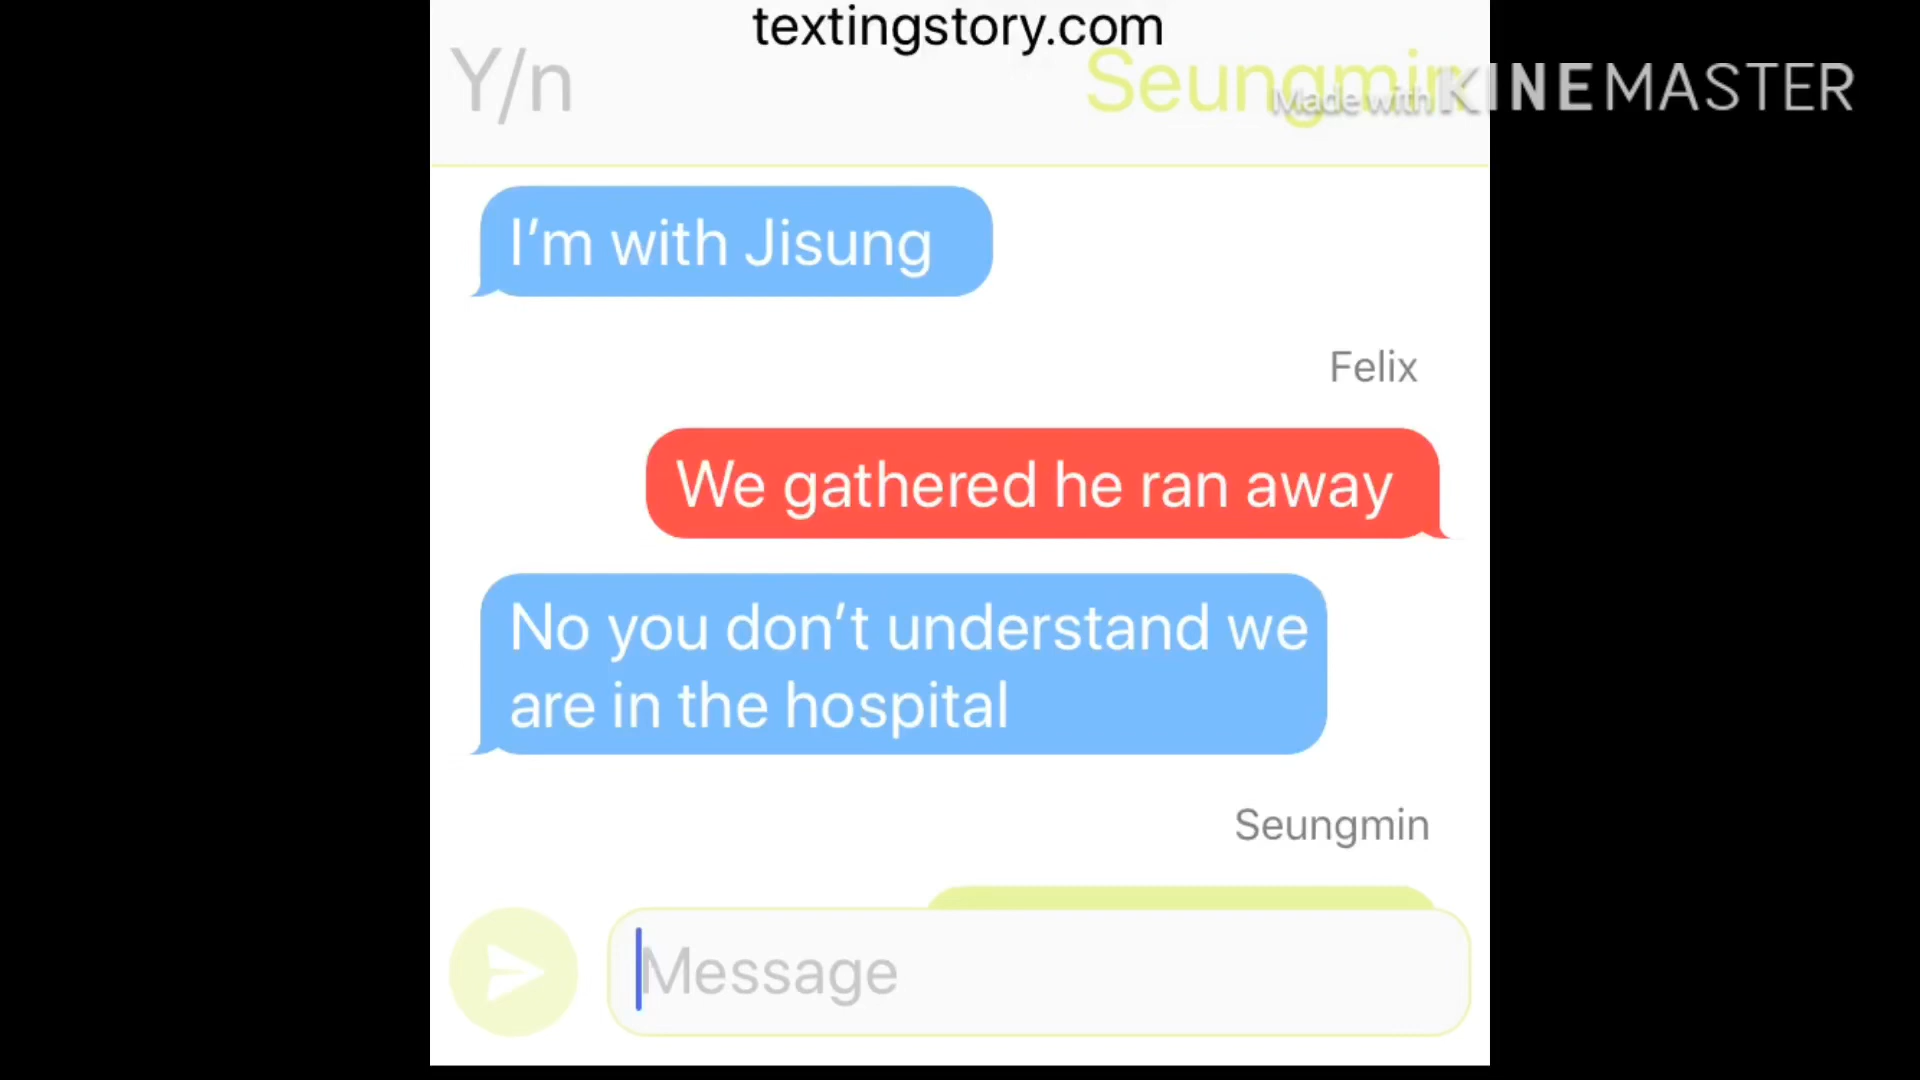 textingstory.com
Y/n
Seungmin
Made with KINEMASTER
I’m with Jisung
Felix
We gathered he ran away
No you don’t understand we
are in the hospital
Seungmin
Message